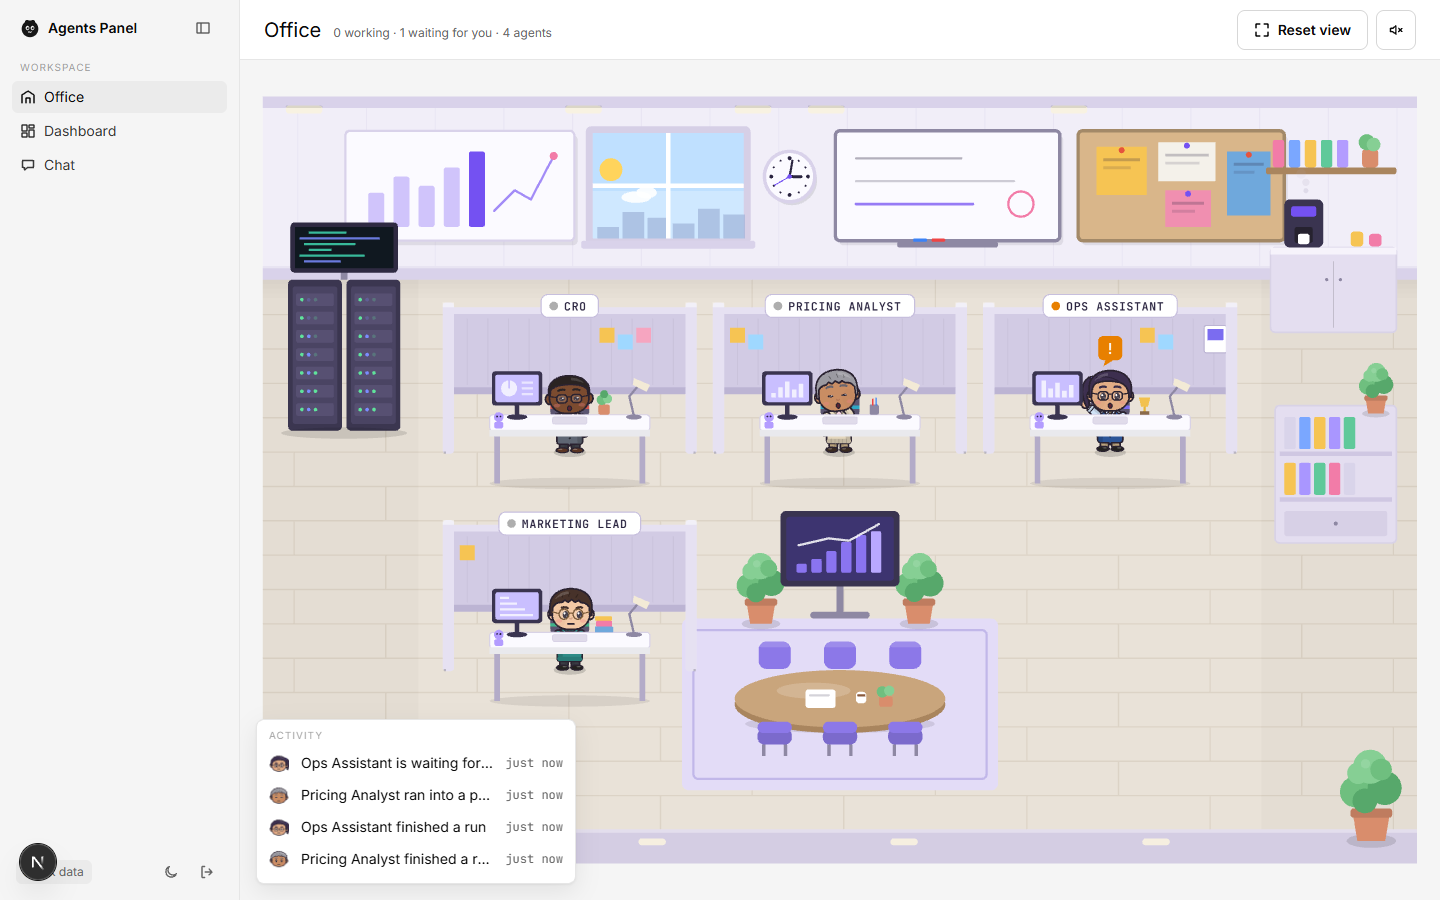 Agents Panel
WORKSPACE
Office
Dashboard
Chat
N
data
Office
0 working · 1 waiting for you · 4 agents
Reset view
CRO
PRICING ANALYST
OPS ASSISTANT
!
MARKETING LEAD
ACTIVITY
Ops Assistant is waiting for... just now
Pricing Analyst ran into a p... just now
Ops Assistant finished a run just now
Pricing Analyst finished a r... just now